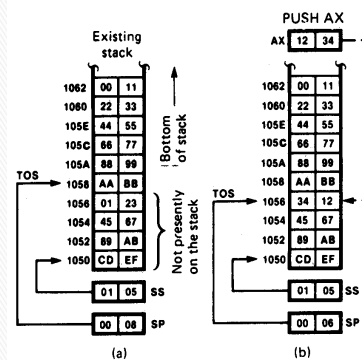 Existing
stack
1062 00 11
1060 22 33
105E 44 55
105C 66 77
105A 88 99
1058 AA BB
1056 01 23
1054 45 67
1052 89 AB
1050 CD EF
TOS
Bottom
of stack
Not presently
on the stack
01 05 SS
00 08 SP
(a)
PUSH AX
AX 12 34
1062 00 11
1060 22 33
105E 44 55
105C 66 77
105A 88 99
1058 AA BB
1056 34 12
1054 45 67
1052 89 AB
1050 CD EF
TOS
01 05 SS
00 06 SP
(b)